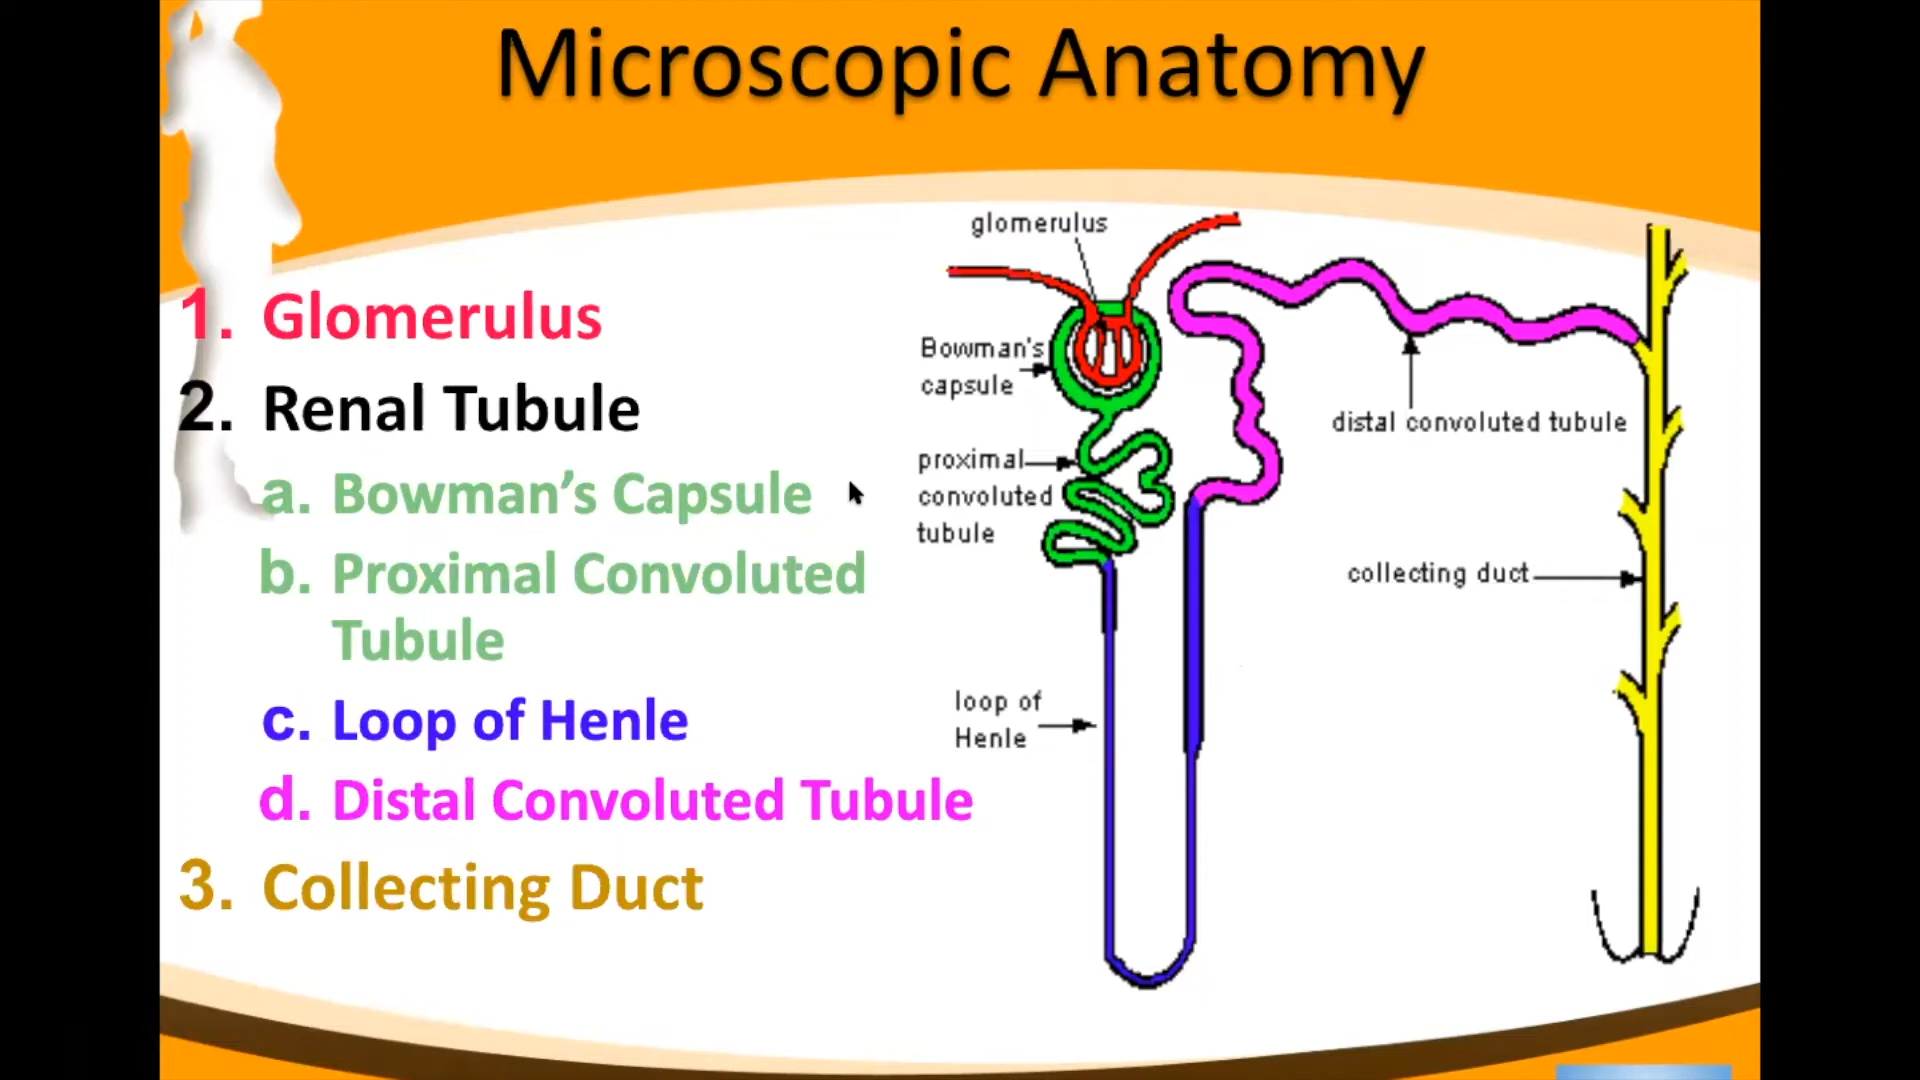 Microscopic Anatomy
1. Glomerulus
2. Renal Tubule
a. Bowman’s Capsule
b. Proximal Convoluted
Tubule
c. Loop of Henle
d. Distal Convoluted Tubule
3. Collecting Duct
glomerulus
Bowman's
capsule
proximal
convoluted
tubule
loop of
Henle
distal convoluted tubule
collecting duct